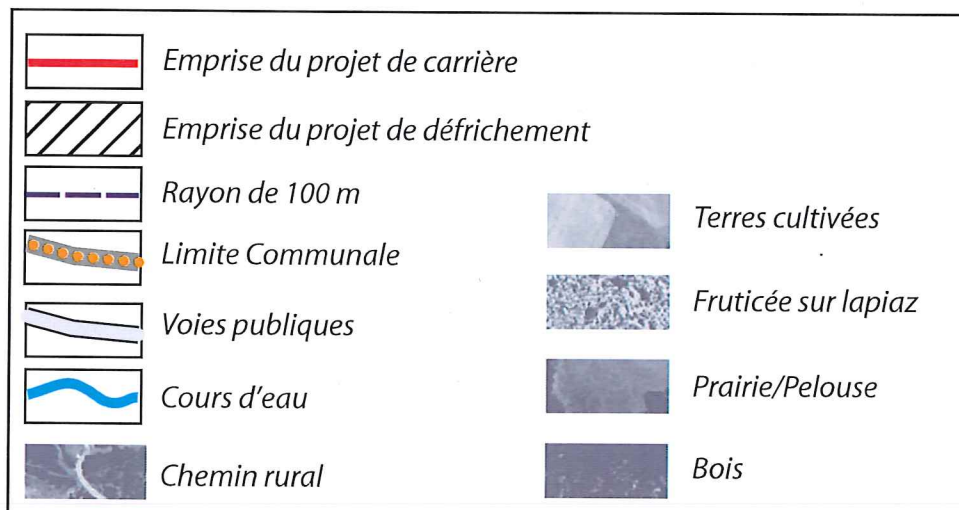 Emprise du projet de carrière
Emprise du projet de défrichement
Rayon de 100 m
Limite Communale
Voies publiques
Cours d'eau
Chemin rural
Terres cultivées
Fruticée sur lapiaz
Prairie/Pelouse
Bois